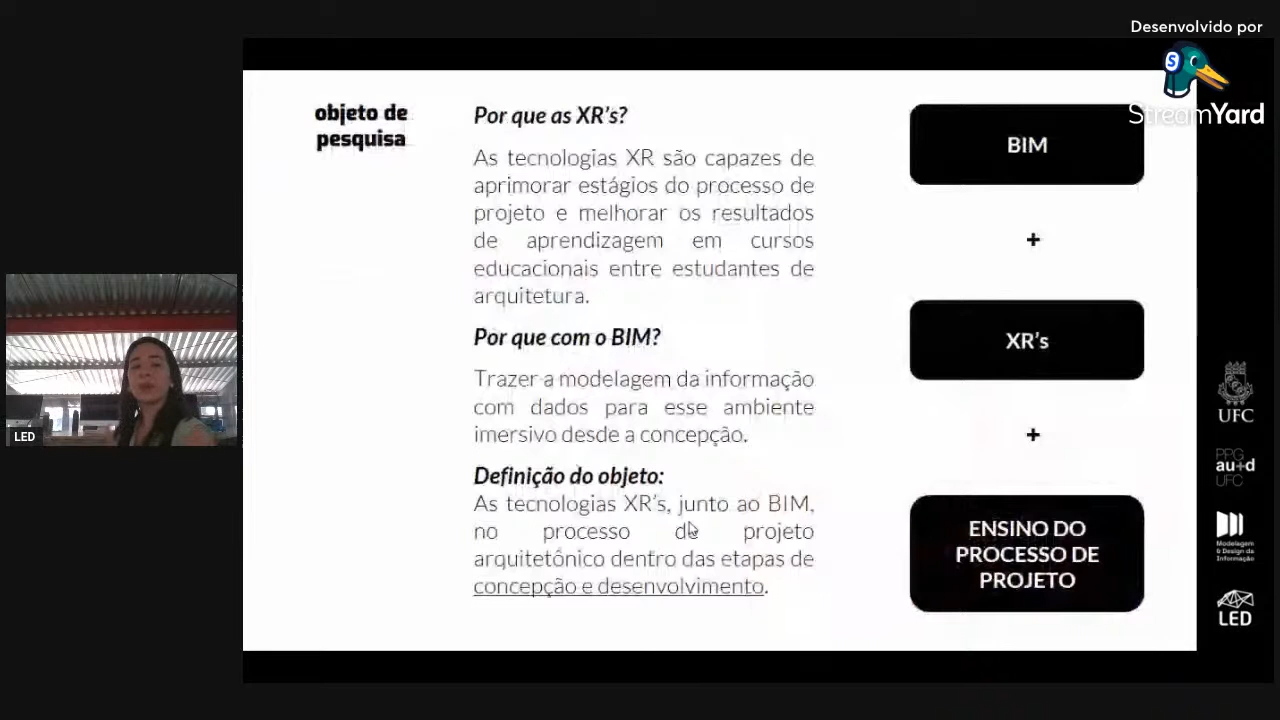 Desenvolvido por
StreamYard
objeto de
pesquisa
Por que as XR's?
As tecnologias XR são capazes de
aprimorar estágios do processo de
projeto e melhorar os resultados
de aprendizagem em cursos
educacionais entre estudantes de
arquitetura.
Por que com o BIM?
Trazer a modelagem da informação
com dados para esse ambiente
imersivo desde a concepção.
Definição do objeto:
As tecnologias XR's, junto ao BIM,
no processo de projeto
arquitetônico dentro das etapas de
concepção e desenvolvimento.
BIM
+
XR's
+
ENSINO DO
PROCESSO DE
PROJETO
UFC
PPG
au+d
UFC
Modelagem
& Design da
Informação
LED
LED